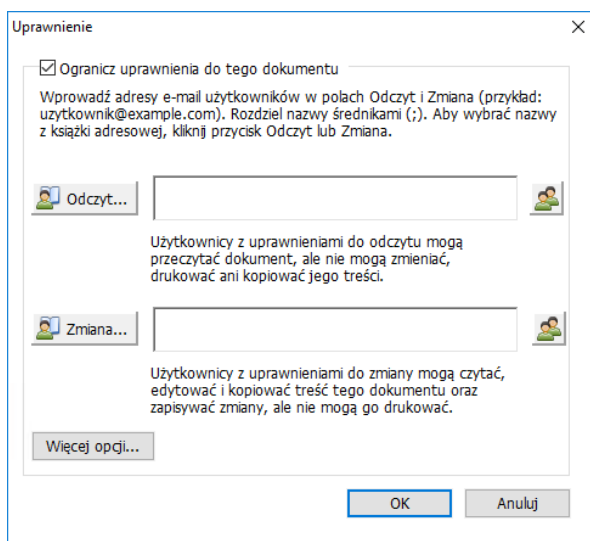 Uprawnienie
Ogranicz uprawnienia do tego dokumentu
Wprowadź adresy e-mail użytkowników w polach Odczyt i Zmiana (przykład:
uzytkownik@example.com). Rozdziel nazwy średnikami (;). Aby wybrać nazwy
z książki adresowej, kliknij przycisk Odczyt lub Zmiana.
Odczyt...
Użytkownicy z uprawnieniami do odczytu mogą
przeczytać dokument, ale nie mogą zmieniać,
drukować ani kopiować jego treści.
Zmiana...
Użytkownicy z uprawnieniami do zmiany mogą czytać,
edytować i kopiować treść tego dokumentu oraz
zapisywać zmiany, ale nie mogą go drukować.
Więcej opcji...
OK
Anuluj